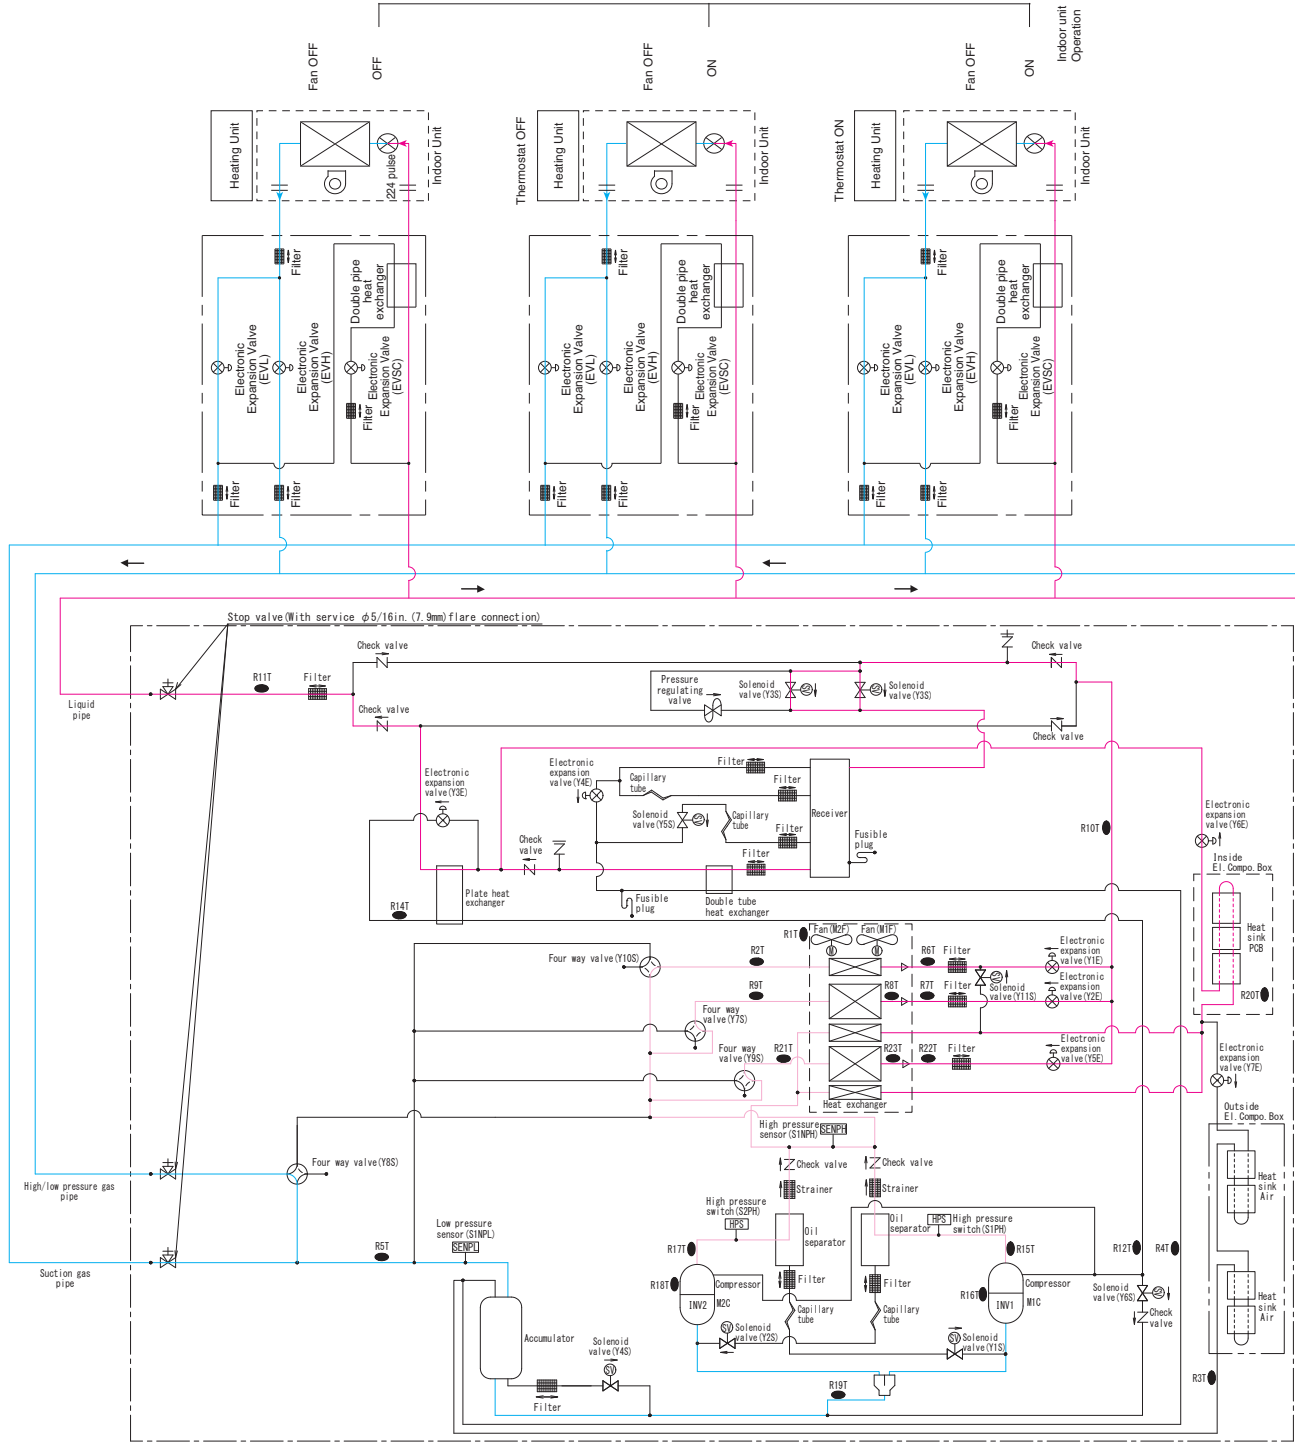 Fan OFF
OFF
Fan OFF
ON
Fan OFF
ON
Indoor unit
Operation
Heating Unit
224 pulse
Indoor Unit
Thermostat OFF
Heating Unit
Indoor Unit
Thermostat ON
Heating Unit
Indoor Unit
Filter
Electronic
Expansion Valve
(EVL)
Electronic
Expansion Valve
(EVH)
Double pipe
heat
exchanger
Electronic
Expansion Valve
(EVSC)
Filter
Filter
Filter
Filter
Electronic
Expansion Valve
(EVL)
Electronic
Expansion Valve
(EVH)
Double pipe
heat
exchanger
Electronic
Expansion Valve
(EVSC)
Filter
Filter
Filter
Filter
Electronic
Expansion Valve
(EVL)
Electronic
Expansion Valve
(EVH)
Double pipe
heat
exchanger
Electronic
Expansion Valve
(EVSC)
Filter
Filter
Filter
Stop valve(With service ϕ5/16in.(7.9mm)flare connection)
Check valve
Check valve
R11T
Filter
Liquid
pipe
Check valve
Pressure
regulating
valve
Solenoid
valve(Y3S)
SV
Solenoid
valve(Y3S)
SV
Check valve
Electronic
expansion
valve(Y3E)
Electronic
expansion
valve(Y4E)
Capillary
tube
Filter
Filter
Solenoid
valve(Y5S)
SV
Capillary
tube
Filter
Receiver
Fusible
plug
Filter
Check
valve
R10T
Electronic
expansion
valve(Y6E)
Inside
El.Compo.Box
Heat
sink
PCB
R20T
Plate heat
exchanger
R14T
Fusible
plug
Double tube
heat exchanger
R1T
Fan(M2F)
Fan(M1F)
M
M
Four way valve(Y10S)
R2T
R6T
Filter
Electronic
expansion
valve(Y1E)
SV
Solenoid
valve(Y11S)
Electronic
expansion
valve(Y2E)
R9T
R8T
R7T
Filter
Four way
valve(Y7S)
Four way
valve(Y9S)
R21T
R23T
R22T
Filter
Electronic
expansion
valve(Y5E)
Electronic
expansion
valve(Y7E)
Heat exchanger
Outside
El.Compo.Box
Heat
sink
Air
Heat
sink
Air
High pressure
sensor(S1NPH)
SENPH
Check valve
Check valve
Strainer
Strainer
High/low pressure gas
pipe
Four way valve(Y8S)
High pressure
switch(S2PH)
HPS
Oil
separator
Oil
separator
HPS
High pressure
switch(S1PH)
Low pressure
sensor(S1NPL)
SENPL
R5T
R17T
R15T
R12T
R4T
Suction gas
pipe
R18T
Compressor
INV2
M2C
Filter
Filter
R16T
Compressor
INV1
M1C
Solenoid
valve(Y6S)
SV
Check
valve
Capillary
tube
Capillary
tube
Accumulator
Solenoid
valve(Y4S)
SV
SV
Solenoid
valve(Y2S)
SV
Solenoid
valve(Y1S)
Filter
R19T
R3T